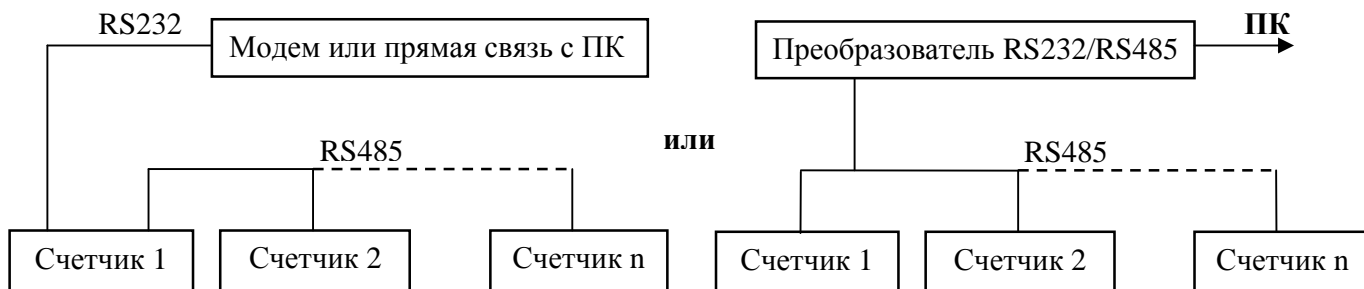 RS232
Модем или прямая связь с ПК
RS485
Счетчик 1
Счетчик 2
Счетчик n
или
Преобразователь RS232/RS485
ПК
RS485
Счетчик 1
Счетчик 2
Счетчик n